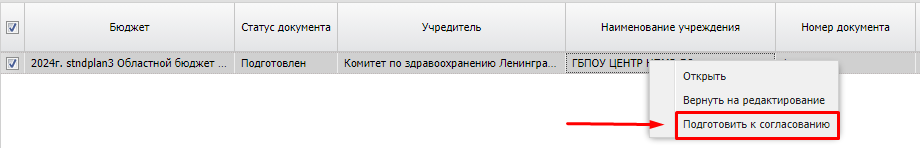 Бюджет Статус документа Учредитель Наименование учреждения Номер документа
2024г. stndplan3 Областной бюджет ... Подготовлен Комитет по здравоохранению Ленингра... ГБПОУ ЦЕНТР
Открыть
Вернуть на редактирование
Подготовить к согласованию